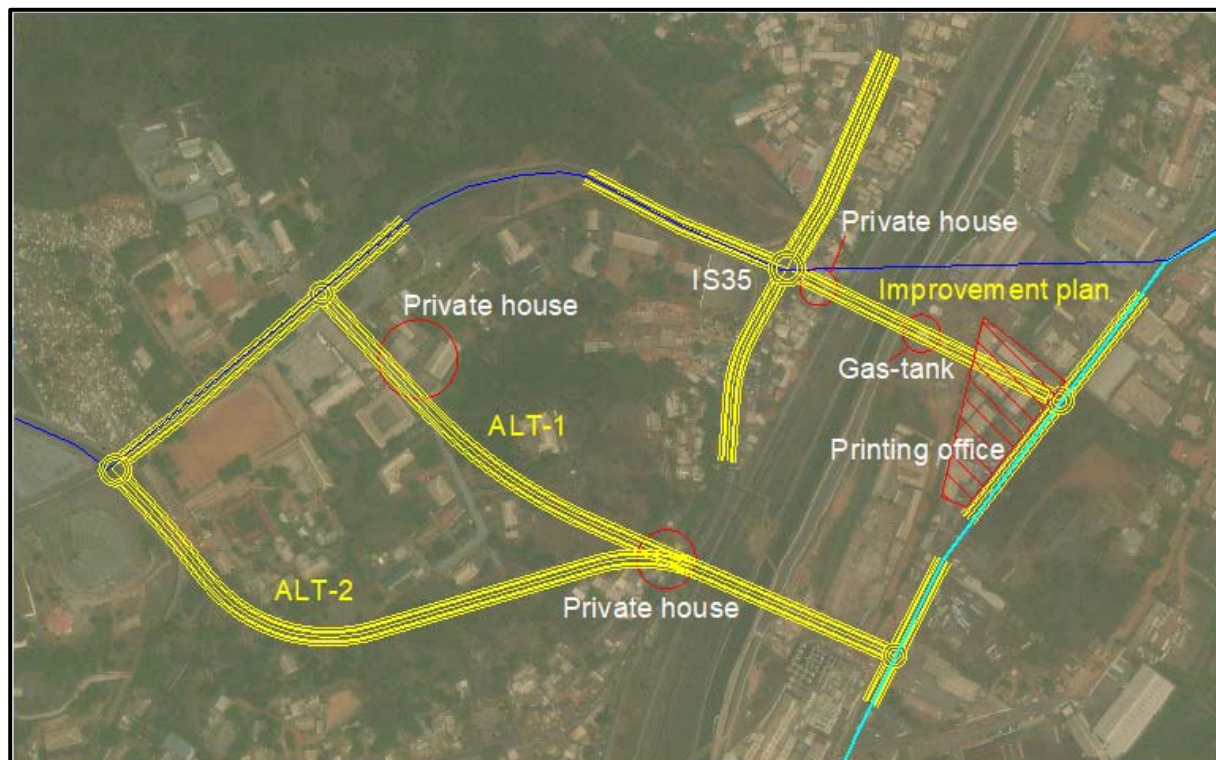 Private house
IS35
Improvement plan
Private house
Gas-tank
ALT-1
Printing office
ALT-2
Private house